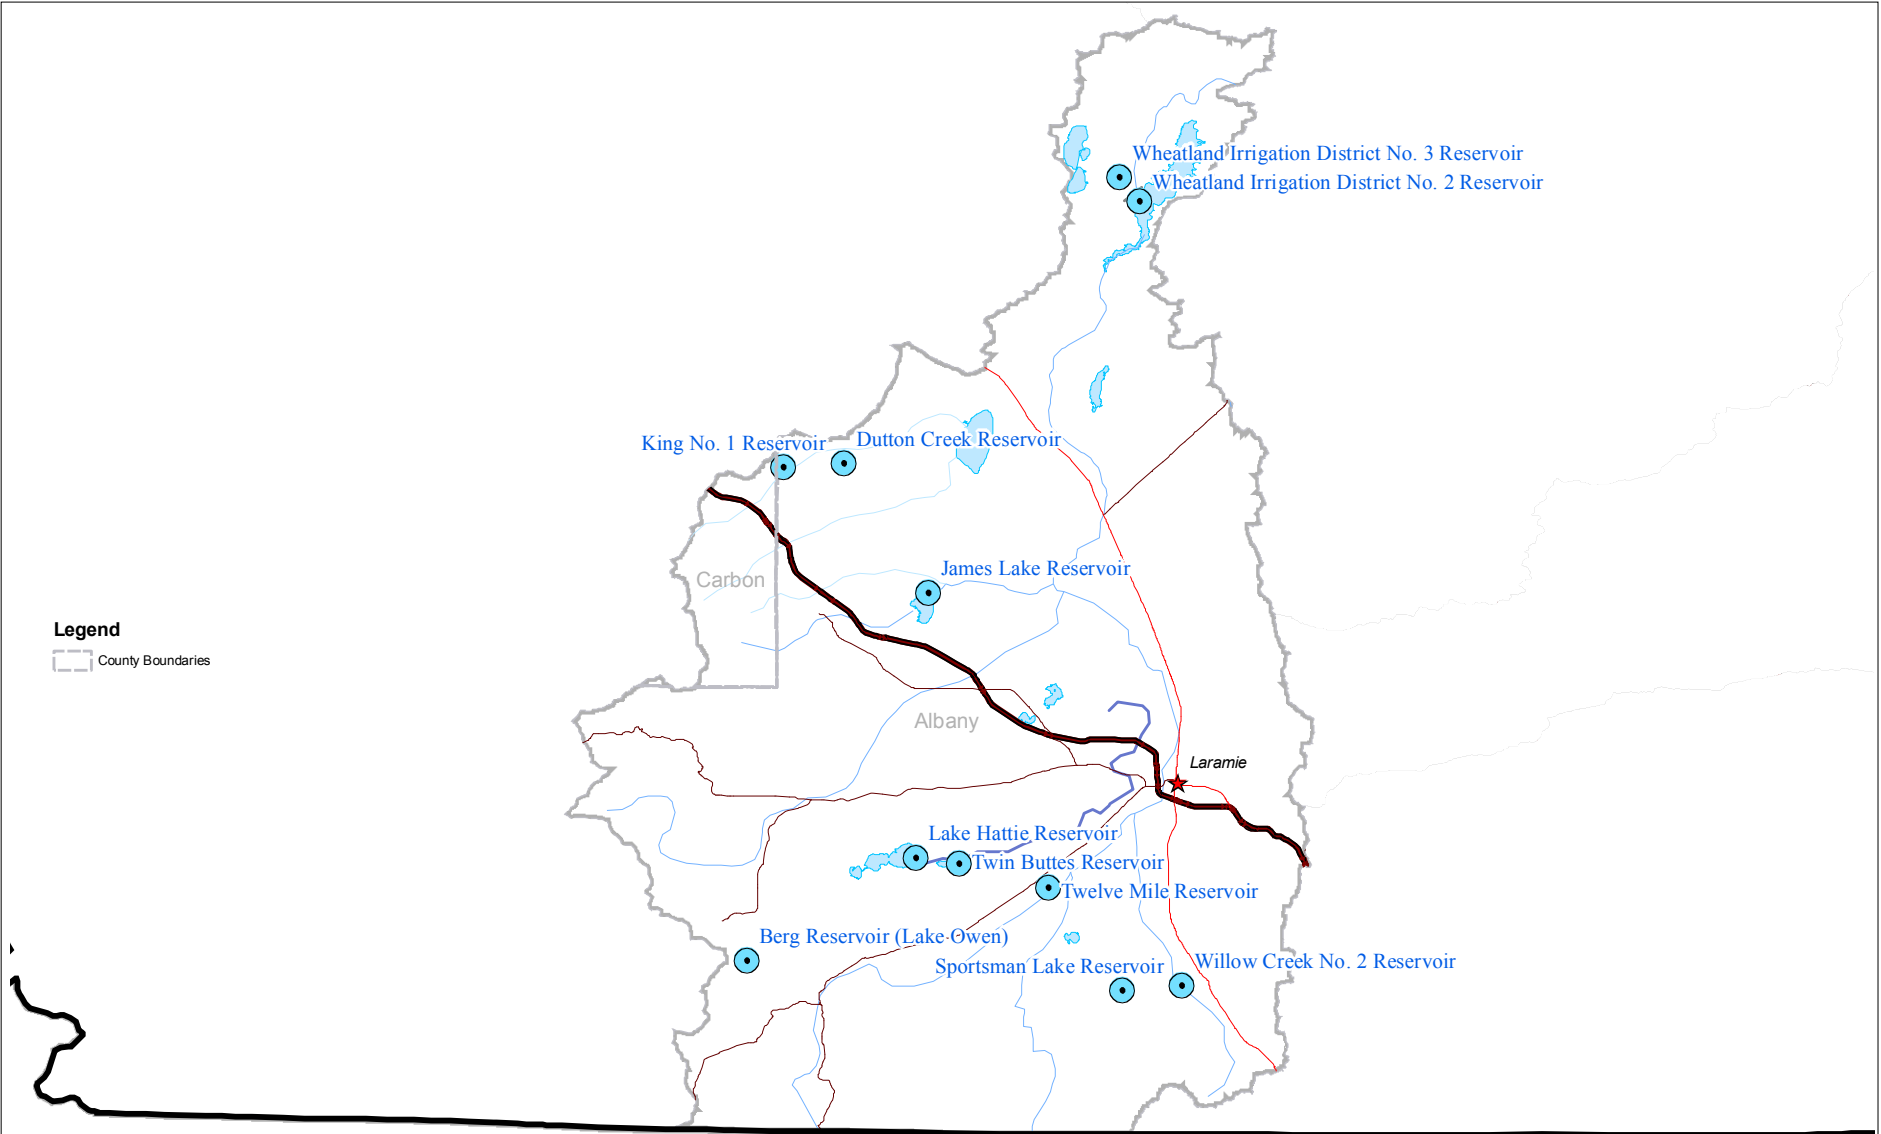 Wheatland Irrigation District No. 3 Reservoir
Wheatland Irrigation District No. 2 Reservoir
King No. 1 Reservoir
Dutton Creek Reservoir
James Lake Reservoir
Carbon
Legend
County Boundaries
Albany
Laramie
Lake Hattie Reservoir
Twin Buttes Reservoir
Twelve Mile Reservoir
Berg Reservoir (Lake Owen)
Sportsman Lake Reservoir
Willow Creek No. 2 Reservoir